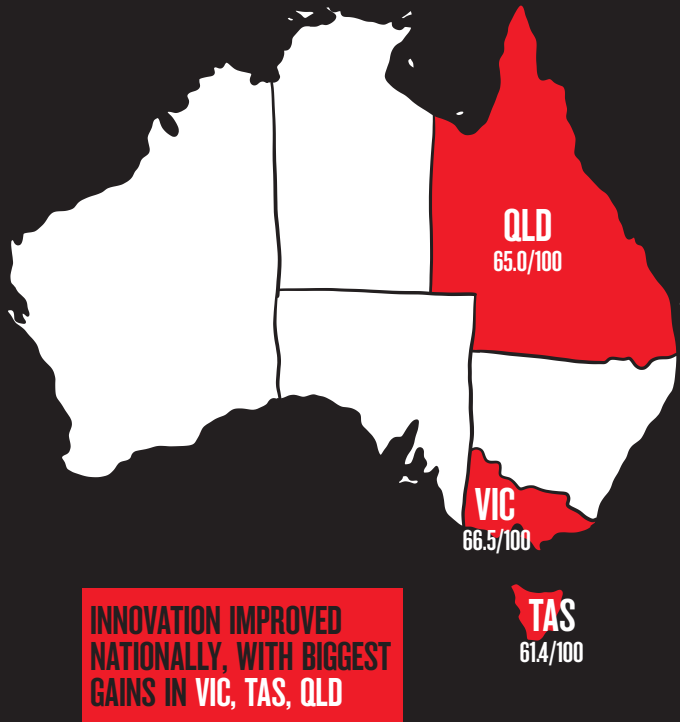 QLD
65.0/100
VIC
66.5/100
TAS
61.4/100
INNOVATION IMPROVED
NATIONALLY, WITH BIGGEST
GAINS IN VIC, TAS, QLD